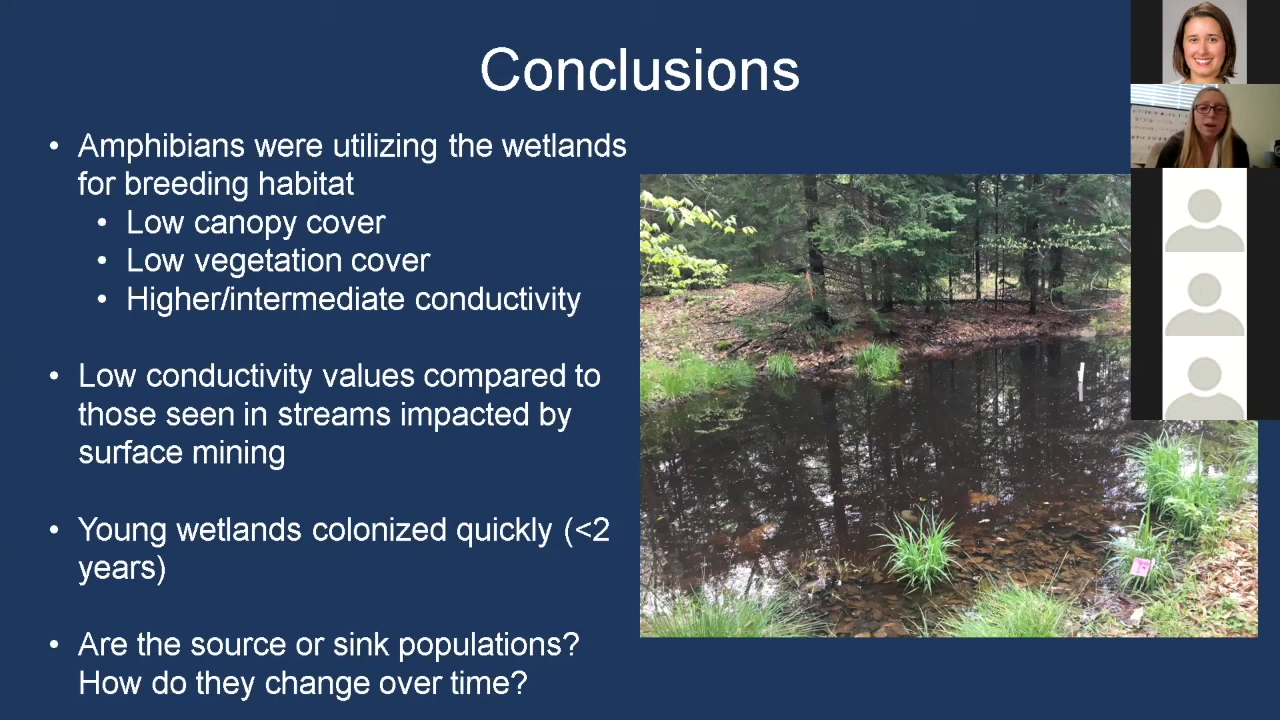 Conclusions
• Amphibians were utilizing the wetlands
for breeding habitat
• Low canopy cover
• Low vegetation cover
• Higher/intermediate conductivity
• Low conductivity values compared to
those seen in streams impacted by
surface mining
• Young wetlands colonized quickly (<2
years)
• Are the source or sink populations?
How do they change over time?